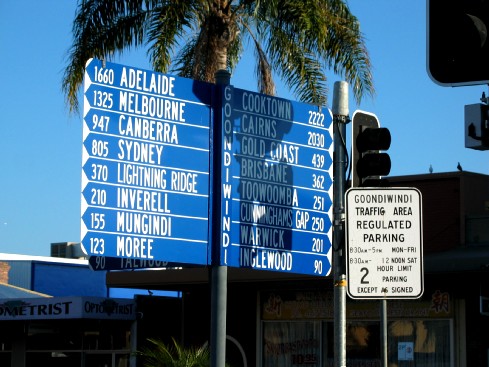 1660 ADELAIDE
1325 MELBOURNE
947 CANBERRA
805 SYDNEY
370 LIGHTNING RIDGE
210 INVERELL
155 MUNGINDI
123 MOREE
90 YALEWOOD
GOONDIWINDI
COOKTOWN 2222
CAIRNS 2030
GOLD COAST 439
BRISBANE 362
TOOWOOMBA 251
CUNNINGHAMS GAP 250
WARWICK 201
INGLEWOOD 90
GOONDIWINDI
TRAFFIC AREA
REGULATED
PARKING
8:30AM-5PM MON-FRI
8:30AM-12 NOON SAT
2 HOUR LIMIT
PARKING
EXCEPT AS SIGNED
OMETRIST
OPTOMETRIST